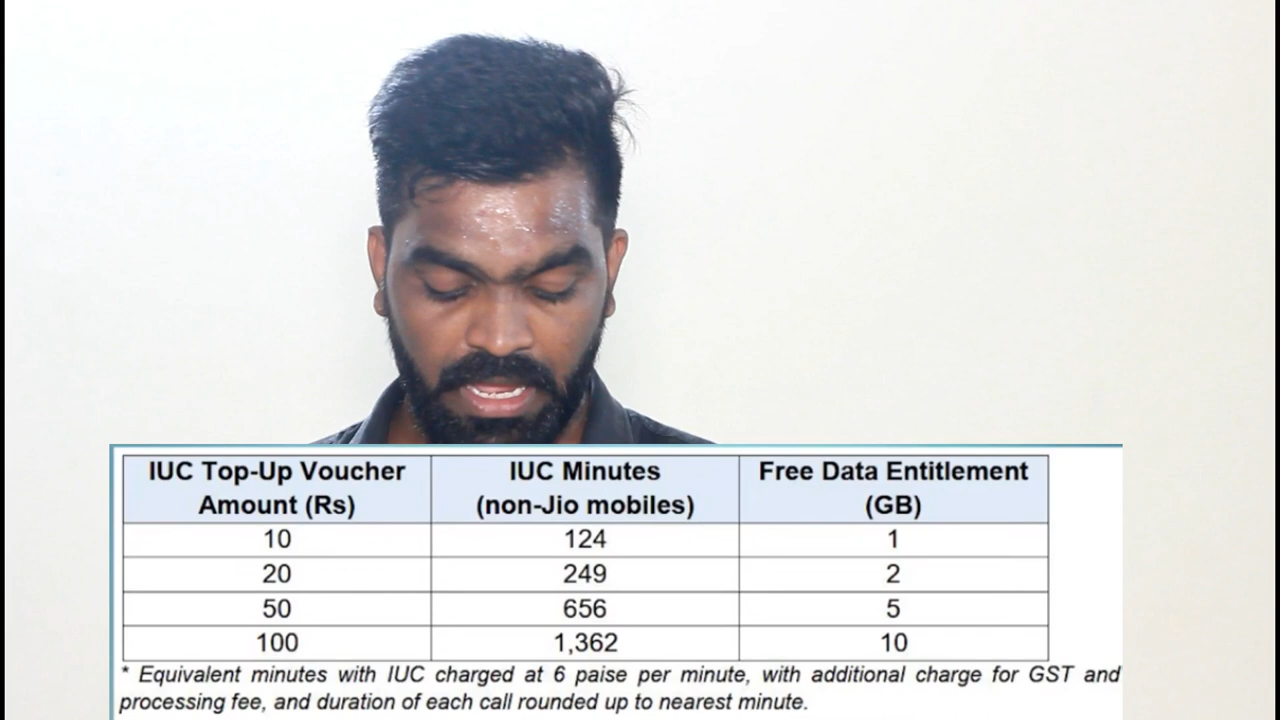 IUC Top-Up Voucher Amount (Rs) IUC Minutes (non-Jio mobiles) Free Data Entitlement (GB)
10 124 1
20 249 2
50 656 5
100 1,362 10
* Equivalent minutes with IUC charged at 6 paise per minute, with additional charge for GST and
processing fee, and duration of each call rounded up to nearest minute.